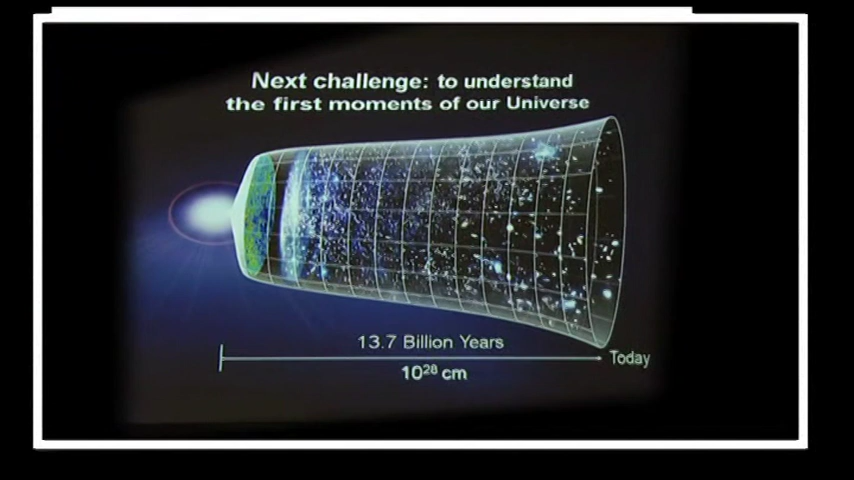 Next challenge: to understand
the first moments of our Universe
13.7 Billion Years
Today
10²⁸ cm